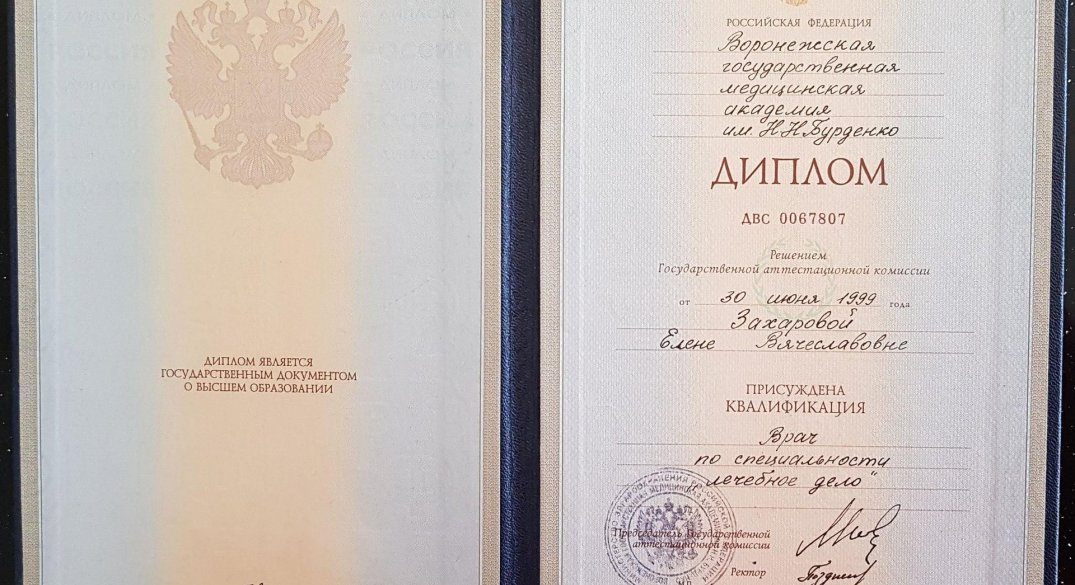 ДИПЛОМ ЯВЛЯЕТСЯ
ГОСУДАРСТВЕННЫМ ДОКУМЕНТОМ
О ВЫСШЕМ ОБРАЗОВАНИИ
РОССИЙСКАЯ ФЕДЕРАЦИЯ
Воронежская
государственная
медицинская
академия
им. Н.Н.Бурденко
ДИПЛОМ
ДВС 0067807
Решением
Государственной аттестационной комиссии
от 30 июня 1999 года
Захаровой
Елене Вячеславовне
ПРИСУЖДЕНА
КВАЛИФИКАЦИЯ
Врач
по специальности
„лечебное дело"
Председатель Государственной
аттестационной комиссии
Ректор